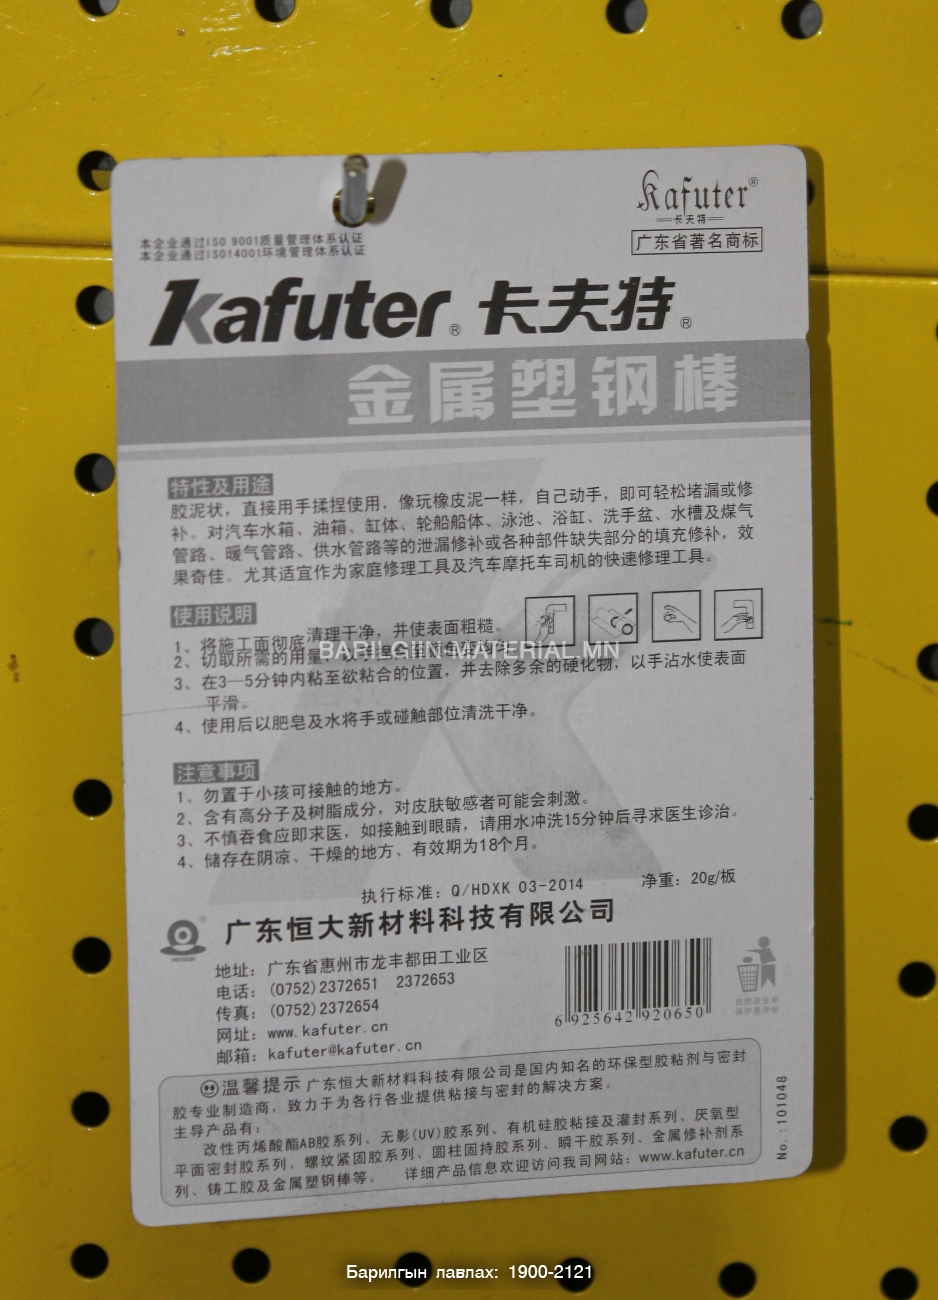 Kafuter®
卡夫特
广东省著名商标
本企业通过ISO 9001质量管理体系认证
本企业通过ISO14001环境管理体系认证
Kafuter® 卡夫特®
金属塑钢棒
特性及用途
胶泥状，直接用手揉捏使用，像玩橡皮泥一样，自己动手，即可轻松堵漏或修
补。对汽车水箱、油箱、缸体、轮船船体、泳池、浴缸、洗手盆、水槽及煤气
管路、暖气管路、供水管路等的泄漏修补或各种部件缺失部分的填充修补，效
果奇佳。尤其适宜作为家庭修理工具及汽车摩托车司机的快速修理工具。
使用说明
1、将施工面彻底清理干净，并使表面粗糙。
BARILGIIN-MATERIAL.MN
2、切取所需的用量，以手捏
3、在3—5分钟内粘至欲粘合的位置，并去除多余的硬化物，以手沾水使表面
平滑。
4、使用后以肥皂及水将手或碰触部位清洗干净。
注意事项
1、勿置于小孩可接触的地方。
2、含有高分子及树脂成分，对皮肤敏感者可能会刺激。
3、不慎吞食应即求医，如接触到眼睛，请用水冲洗15分钟后寻求医生诊治。
4、储存在阴凉、干燥的地方、有效期为18个月。
执行标准：Q/HDXK 03-2014 净重：20g/板
广东恒大新材料科技有限公司
地址：广东省惠州市龙丰都田工业区
电话：(0752)2372651 2372653
传真：(0752)2372654
网址：www.kafuter.cn
邮箱：kafuter@kafuter.cn
6 925642 920650
温馨提示 广东恒大新材料科技有限公司是国内知名的环保型胶粘剂与密封
胶专业制造商，致力于为各行各业提供粘接与密封的解决方案。
主导产品有：
改性丙烯酸酯AB胶系列、无影(UV)胶系列、有机硅胶粘接及灌封系列、厌氧型
平面密封胶系列、螺纹紧固胶系列、圆柱固持胶系列、瞬干胶系列、金属修补剂系
列、铸工胶及金属塑钢棒等。 详细产品信息欢迎访问我司网站：www.kafuter.cn
No.:101048
Барилгын лавлах: 1900-2121